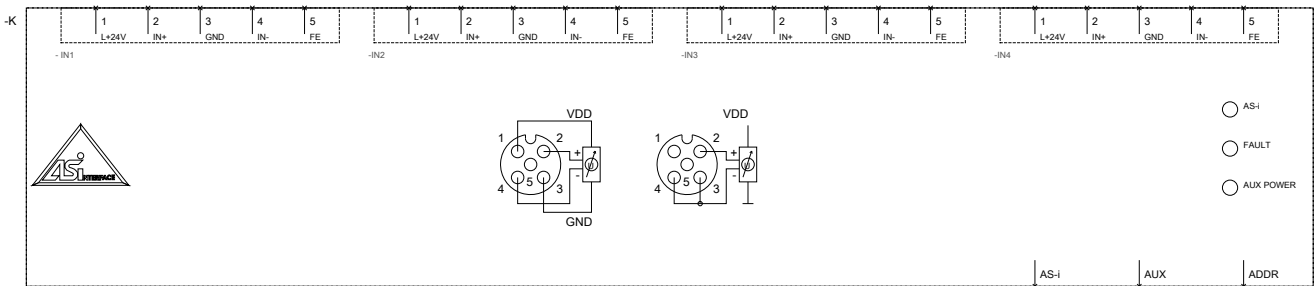 -K
1 2 3 4 5 1 2 3 4 5 1 2 3 4 5 1 2 3 4 5
L+24V IN+ GND IN- FE L+24V IN+ GND IN- FE L+24V IN+ GND IN- FE L+24V IN+ GND IN- FE
- IN1 -IN2 -IN3 -IN4
AS-i
VDD VDD
1 2 1 2
FAULT
+ +
ASi
INTERFACE
U U
- -
5 5
4 3 4 3
AUX POWER
GND
AS-i AUX ADDR